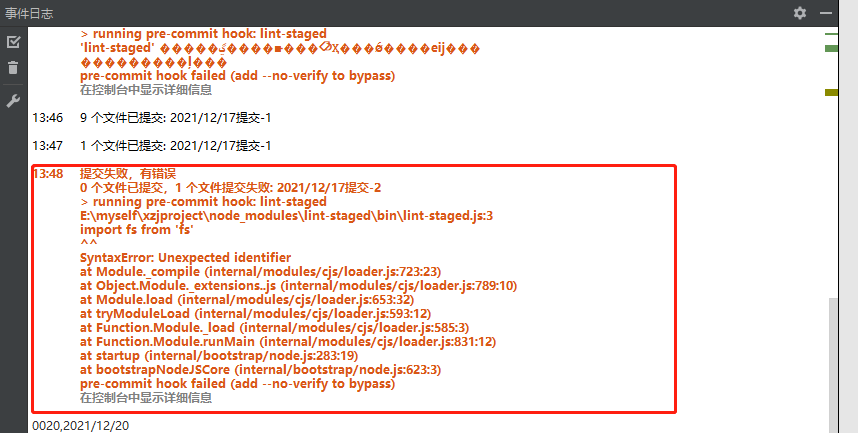 事件日志
> running pre-commit hook: lint-staged
'lint-staged'
pre-commit hook failed (add --no-verify to bypass)
在控制台中显示详细信息
13:46 9 个文件已提交: 2021/12/17提交-1
13:47 1 个文件已提交: 2021/12/17提交-1
13:48 提交失败，有错误
0 个文件已提交，1 个文件提交失败: 2021/12/17提交-2
> running pre-commit hook: lint-staged
E:\myself\xzjproject\node_modules\lint-staged\bin\lint-staged.js:3
import fs from 'fs'
^^
SyntaxError: Unexpected identifier
at Module._compile (internal/modules/cjs/loader.js:723:23)
at Object.Module._extensions..js (internal/modules/cjs/loader.js:789:10)
at Module.load (internal/modules/cjs/loader.js:653:32)
at tryModuleLoad (internal/modules/cjs/loader.js:593:12)
at Function.Module._load (internal/modules/cjs/loader.js:585:3)
at Function.Module.runMain (internal/modules/cjs/loader.js:831:12)
at startup (internal/bootstrap/node.js:283:19)
at bootstrapNodeJSCore (internal/bootstrap/node.js:623:3)
pre-commit hook failed (add --no-verify to bypass)
在控制台中显示详细信息
0020,2021/12/20